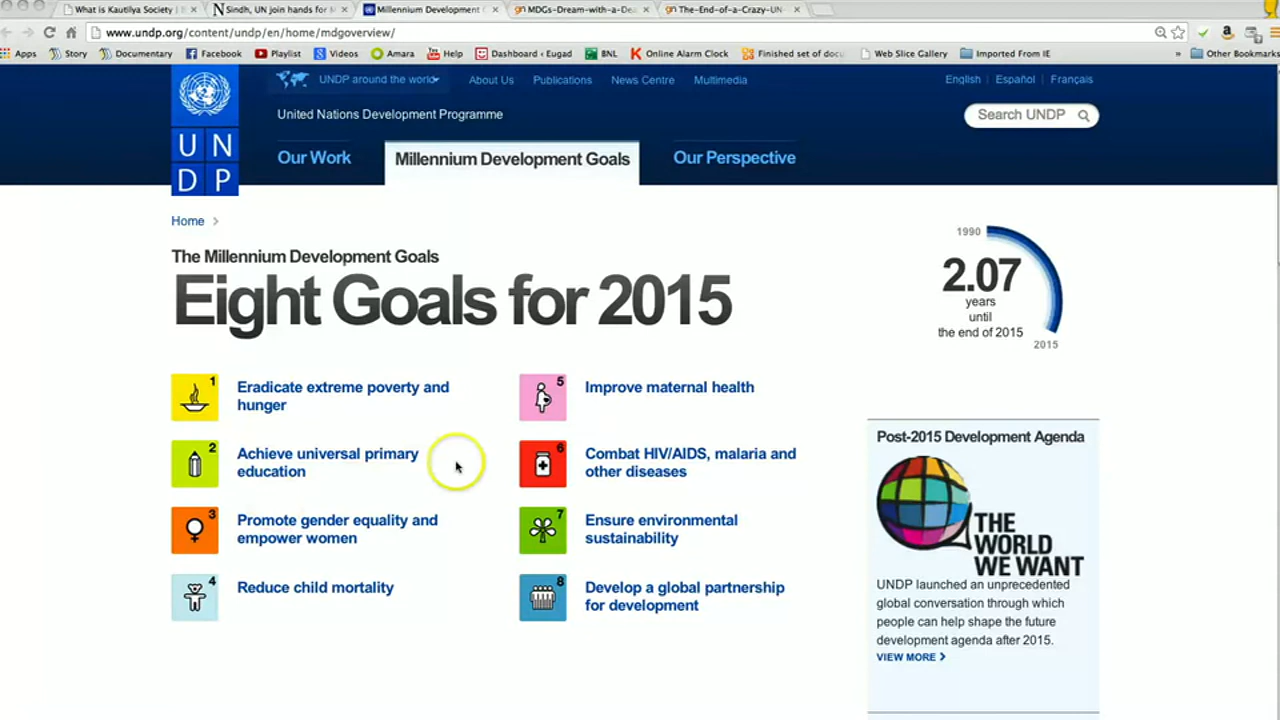 What is Kautilya Society | 
Sindh, UN join hands for M
Millennium Development
MDGs-Dream-with-a-Dea
The-End-of-a-Crazy-UN-
www.undp.org/content/undp/en/home/mdgoverview/
Apps Story Documentary Facebook Playlist Videos Amara Help Dashboard ‹ Eugad BNL Online Alarm Clock Finished set of docu Web Slice Gallery Imported From IE » Other Bookmarks
UNDP around the world About Us Publications News Centre Multimedia English Español Français
United Nations Development Programme
Search UNDP
U N
D P
Our Work Millennium Development Goals Our Perspective
Home
The Millennium Development Goals
Eight Goals for 2015
1990
2.07
years
until
the end of 2015
2015
1
Eradicate extreme poverty and
hunger
2
Achieve universal primary
education
3
Promote gender equality and
empower women
4
Reduce child mortality
5
Improve maternal health
6
Combat HIV/AIDS, malaria and
other diseases
7
Ensure environmental
sustainability
8
Develop a global partnership
for development
Post-2015 Development Agenda
THE
WORLD
WE WANT
UNDP launched an unprecedented
global conversation through which
people can help shape the future
development agenda after 2015.
VIEW MORE